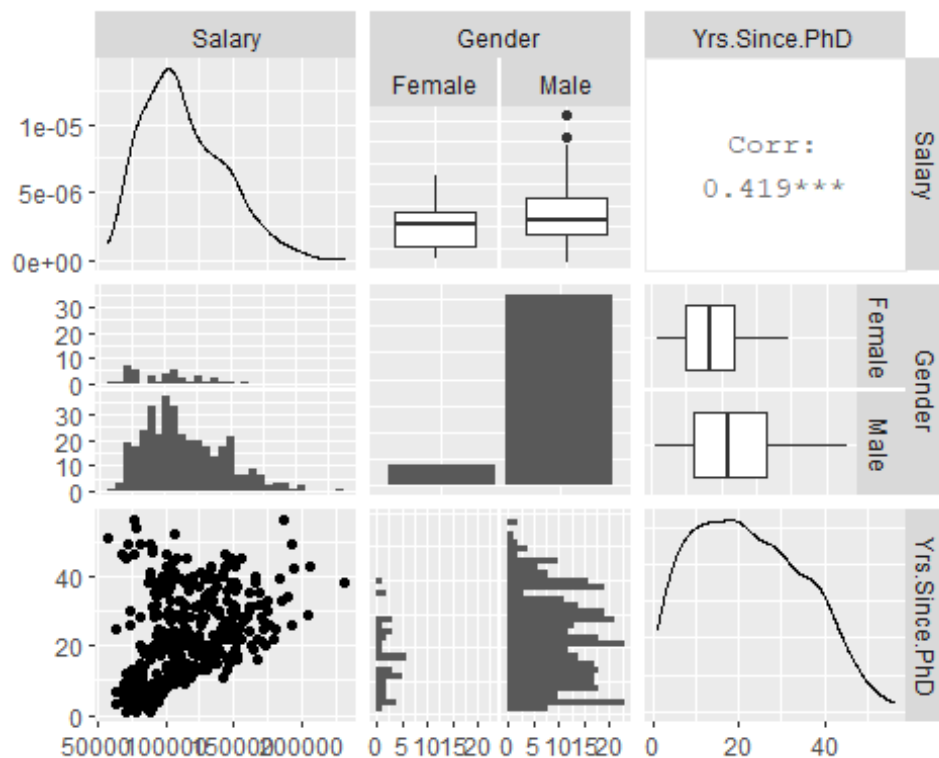 Salary Gender Yrs.Since.PhD
Female Male
1e-05
5e-06
0e+00
Corr:
0.419***
Salary
30
20
10
0
30
20
10
0
Female
Male
Gender
40
20
0
Yrs.Since.PhD
50000 100000 150000 200000 0 5 10 15 20 0 5 10 15 20 0 20 40